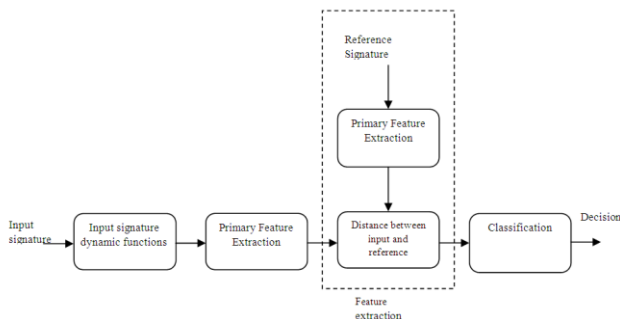 Reference
Signature
Primary Feature
Extraction
Input
signature
Input signature
dynamic functions
Primary Feature
Extraction
Distance between
input and
reference
Classification
Decision
Feature
extraction